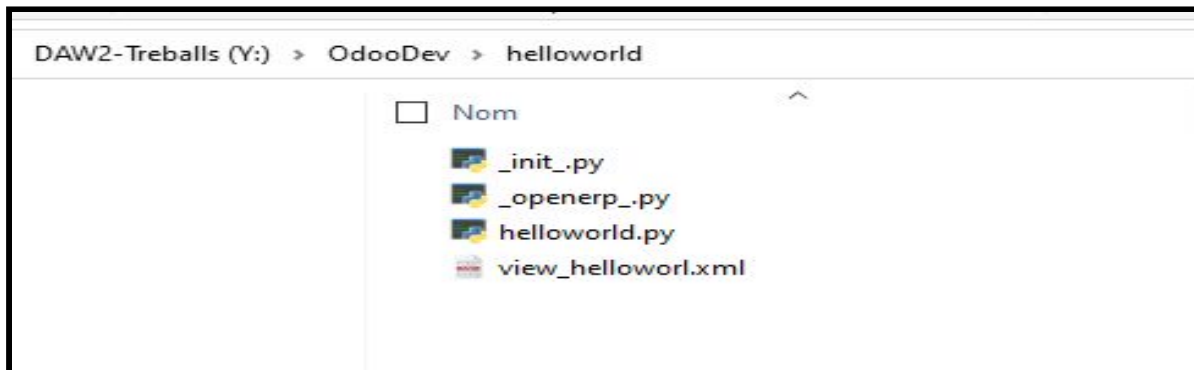 DAW2-Treballs (Y:) > OdooDev > helloworld
Nom
_init_.py
_openerp_.py
helloworld.py
view_helloworl.xml